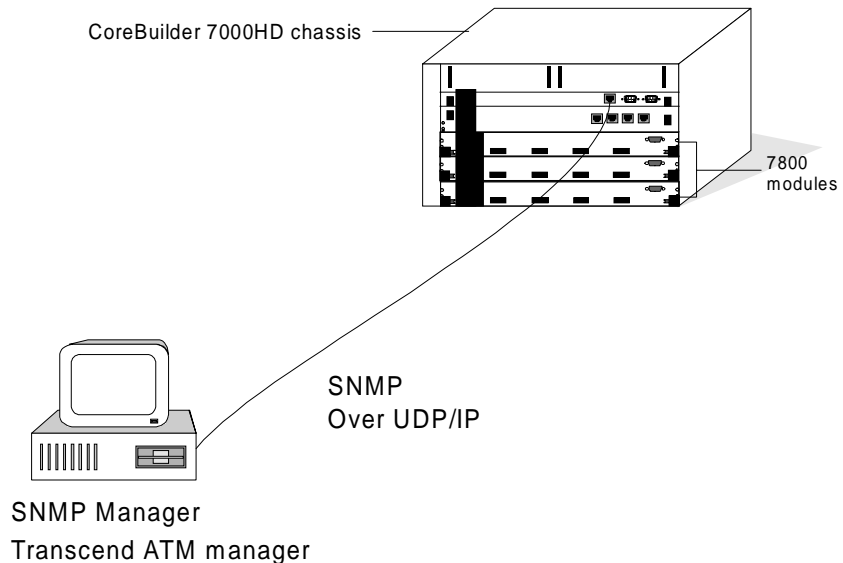 CoreBuilder 7000HD chassis
7800
modules
SNMP
Over UDP/IP
SNMP Manager
Transcend ATM manager